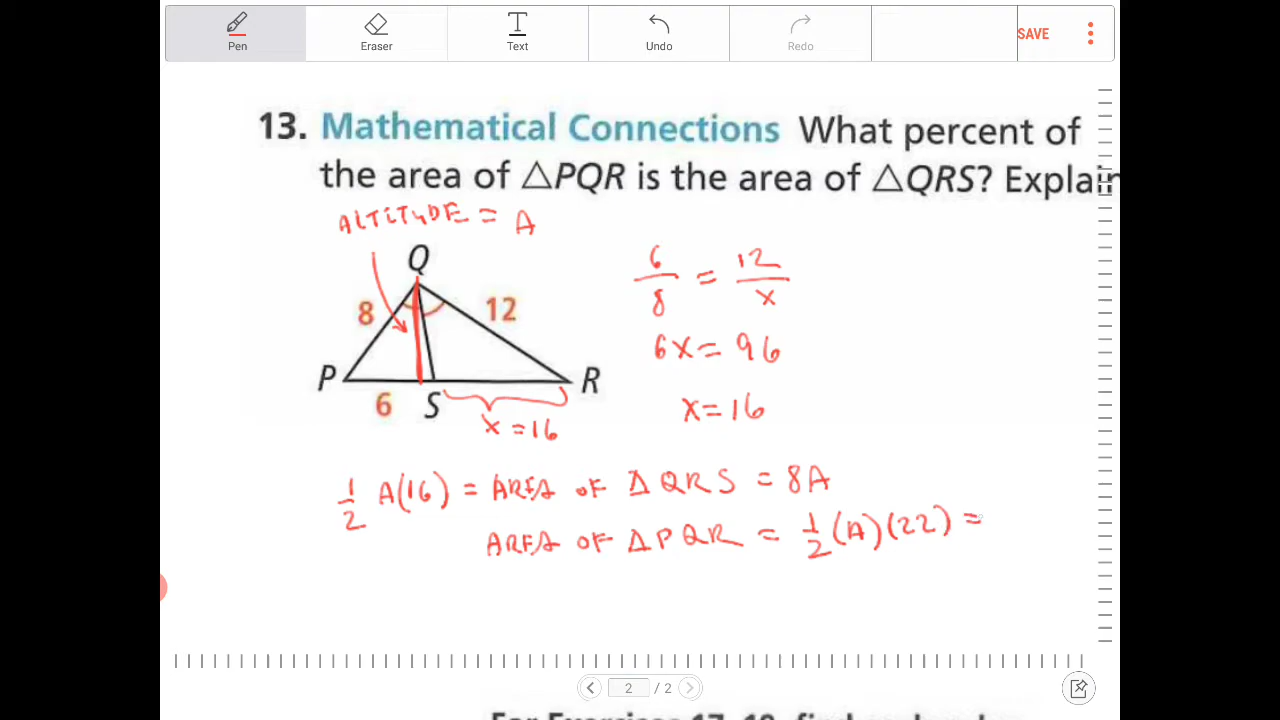 Pen
Eraser
Text
Undo
Redo
SAVE
13. Mathematical Connections What percent of
the area of △PQR is the area of △QRS? Explain
ALTITUDE = A
Q
8
12
P
6
S
R
x = 16
6/8 = 12/x
6x = 96
x = 16
1/2 A(16) = AREA OF △QRS = 8A
AREA OF △PQR = 1/2 (A)(22) =
2 / 2